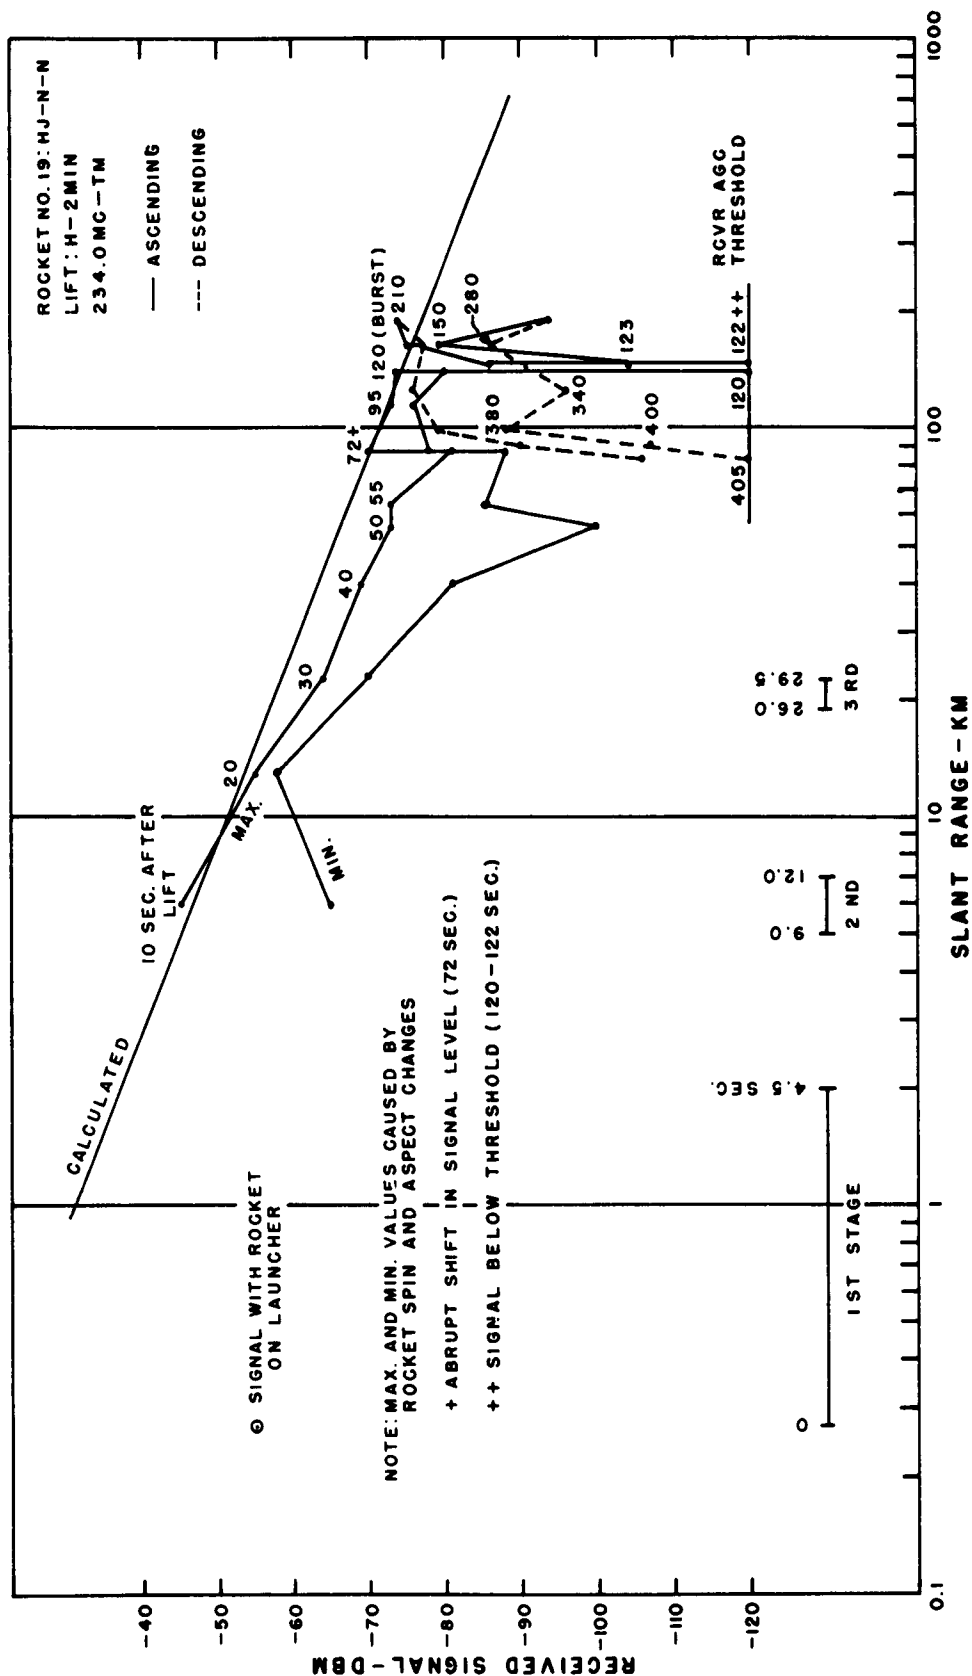 ROCKET NO. 19: HJ-N-N
LIFT: H-2MIN
234.0 MC-TM
— ASCENDING
--- DESCENDING
CALCULATED
10 SEC. AFTER
LIFT
MAX.
MIN.
20
30
40
50
55
72+
95
120 (BURST)
210
150
280
123
340
380
400
405
120
122++
RCVR AGC
THRESHOLD
⊙ SIGNAL WITH ROCKET
ON LAUNCHER
NOTE: MAX. AND MIN. VALUES CAUSED BY
ROCKET SPIN AND ASPECT CHANGES
+ ABRUPT SHIFT IN SIGNAL LEVEL (72 SEC.)
++ SIGNAL BELOW THRESHOLD (120-122 SEC.)
0
4.5 SEC.
1ST STAGE
9.0
12.0
2 ND
26.0
29.5
3 RD
RECEIVED SIGNAL-DBM
-40
-50
-60
-70
-80
-90
-100
-110
-120
0.1
1
10
100
1000
SLANT RANGE-KM